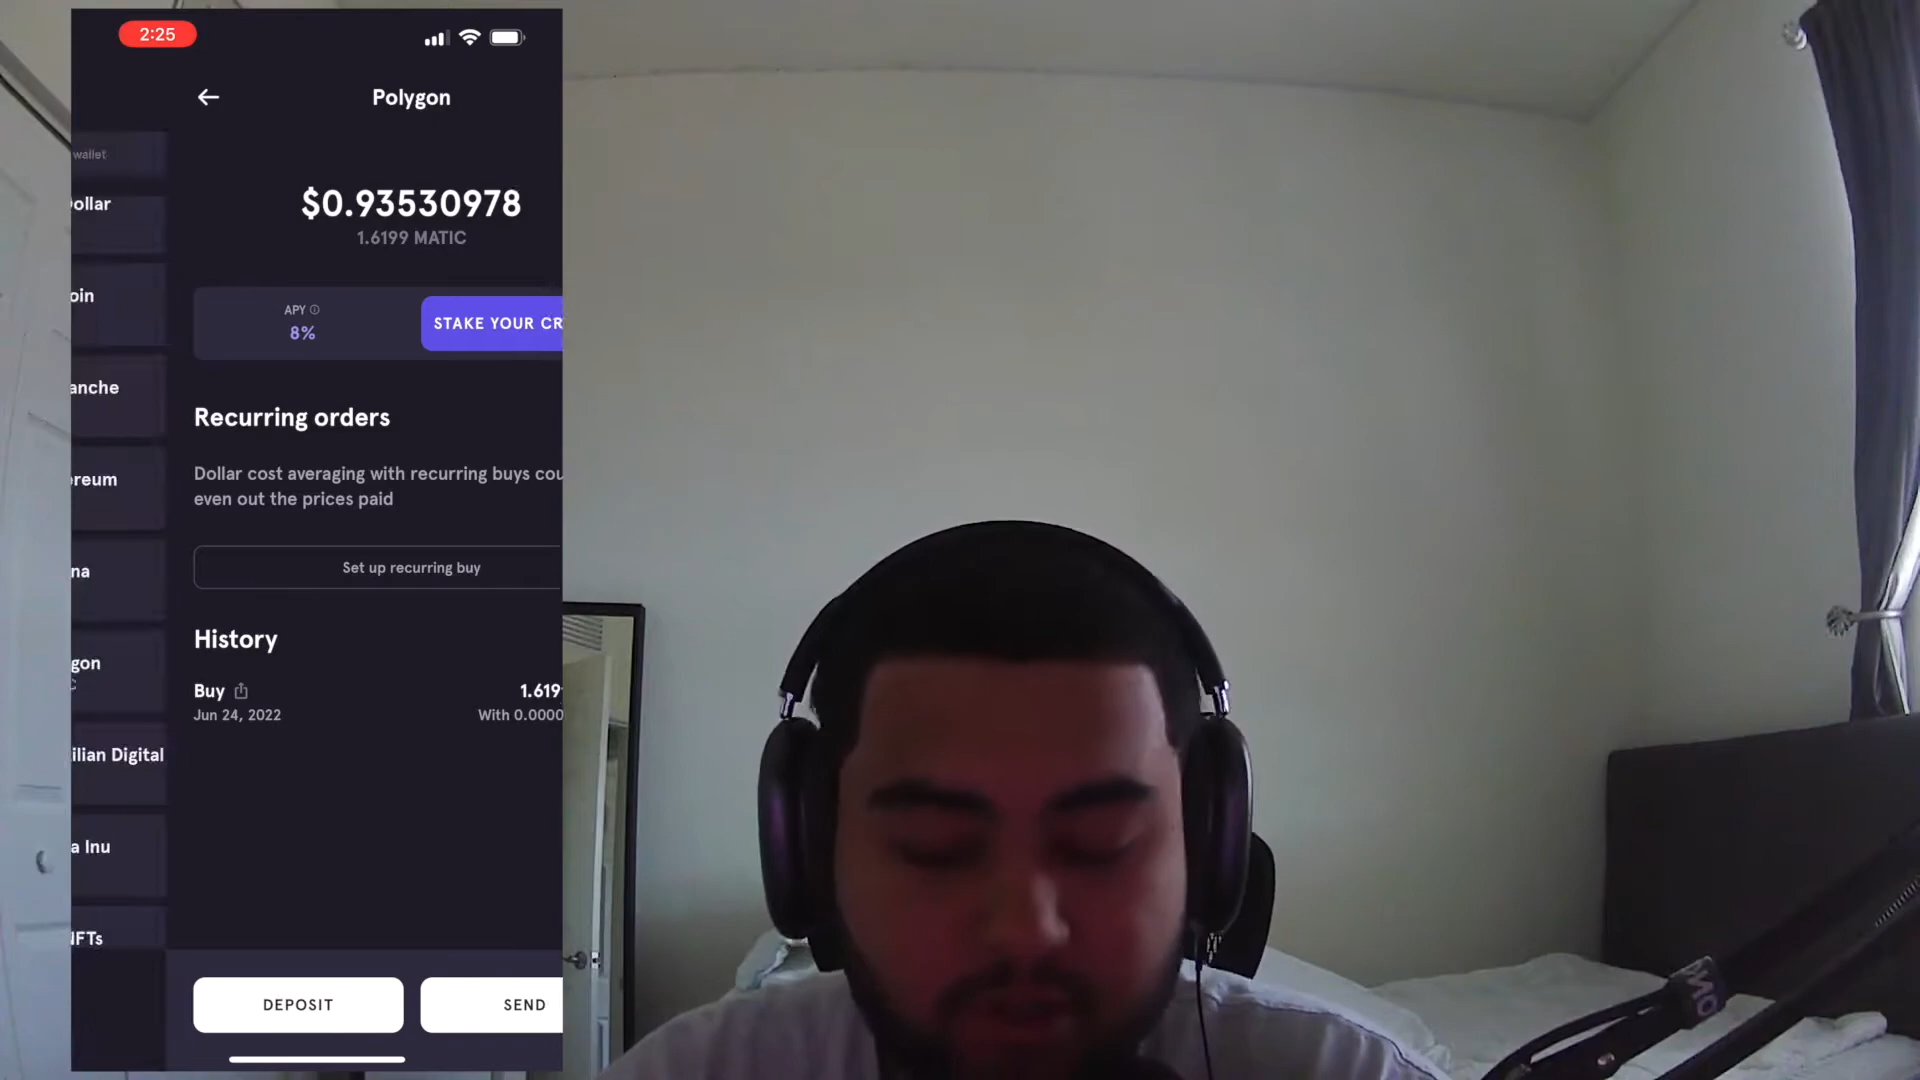 2:25
Polygon
wallet
ollar
$0.93530978
1.6199 MATIC
oin
APY
8%
STAKE YOUR CR
anche
Recurring orders
Dollar cost averaging with recurring buys cou
even out the prices paid
ereum
Set up recurring buy
na
History
gon
Buy
1.619
Jun 24, 2022
With 0.0000
ilian Digital
a Inu
NFTs
DEPOSIT
SEND